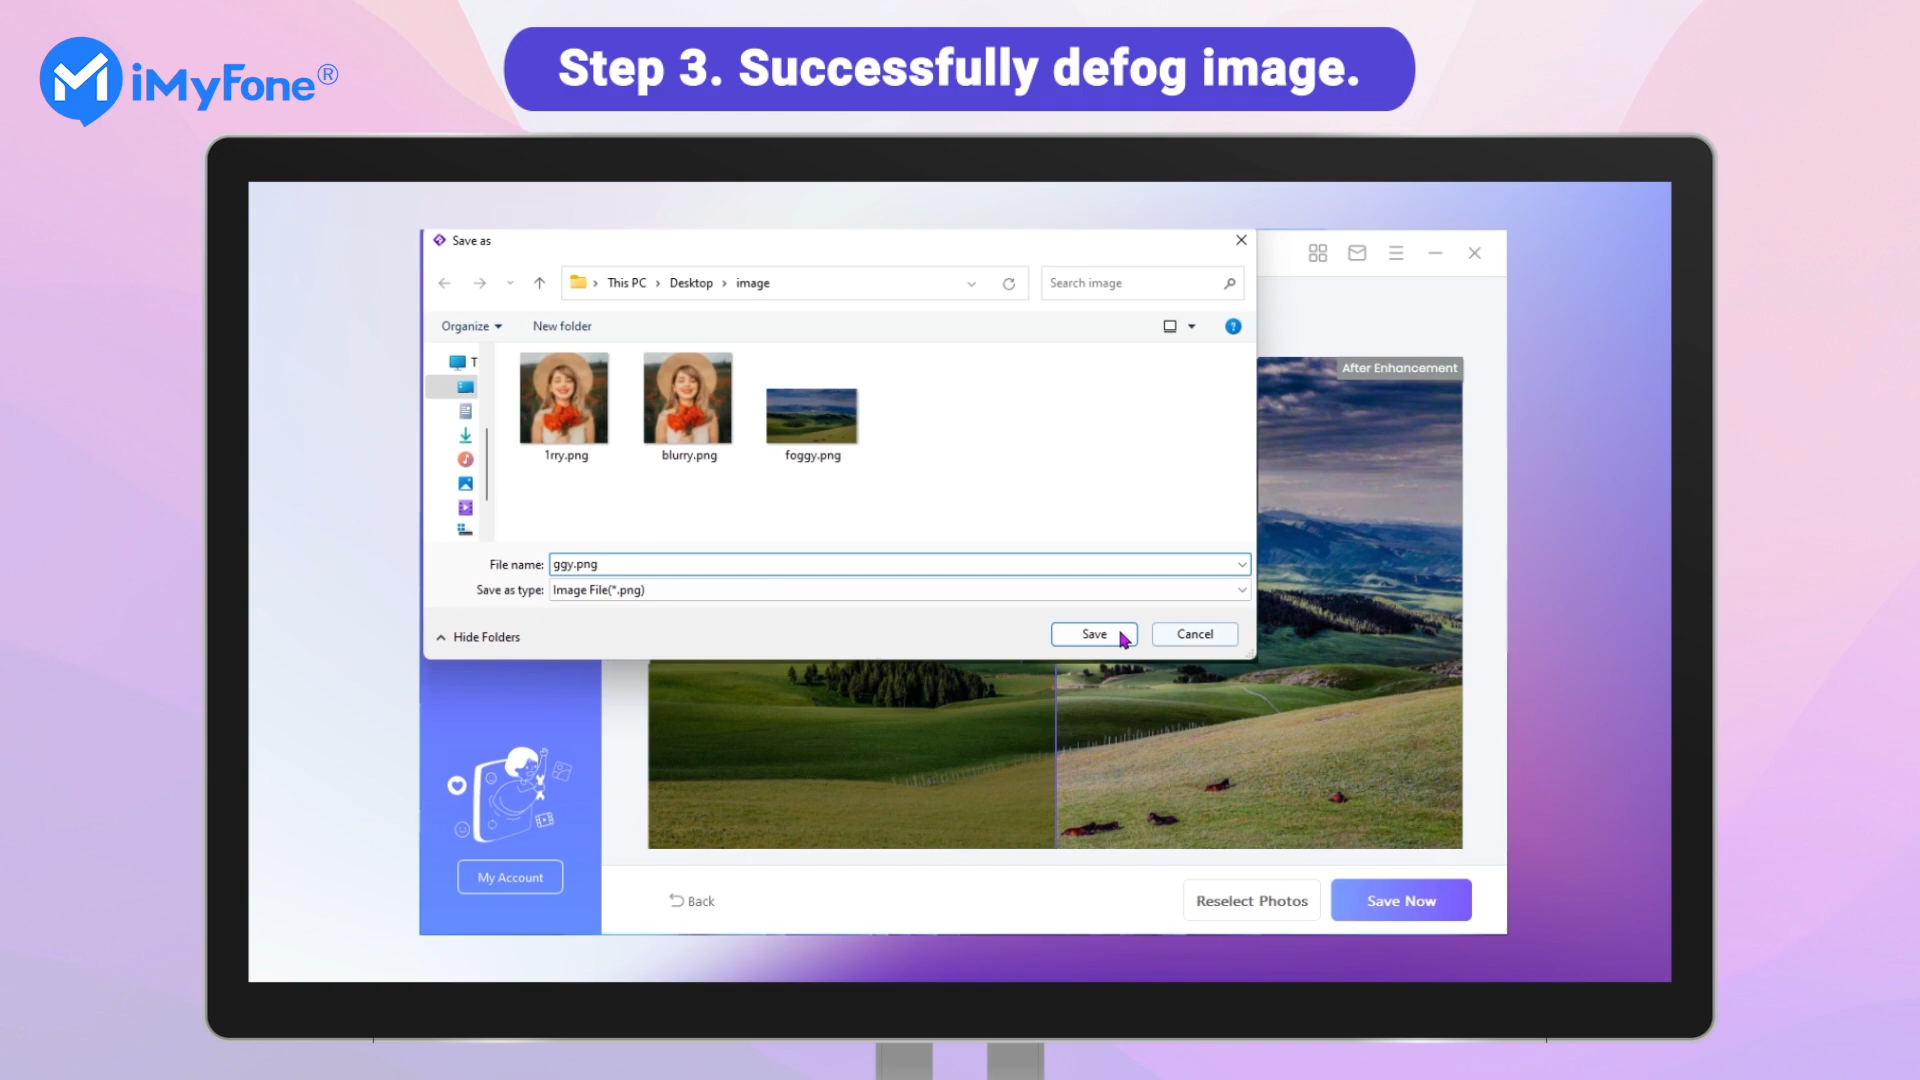 iMyFone®
Step 3. Successfully defog image.
Save as
This PC > Desktop > image
Search image
Organize
New folder
?
T
After Enhancement
1rry.png
blurry.png
foggy.png
File name: ggy.png
Save as type: Image File(*.png)
Hide Folders
Save
Cancel
My Account
Back
Reselect Photos
Save Now